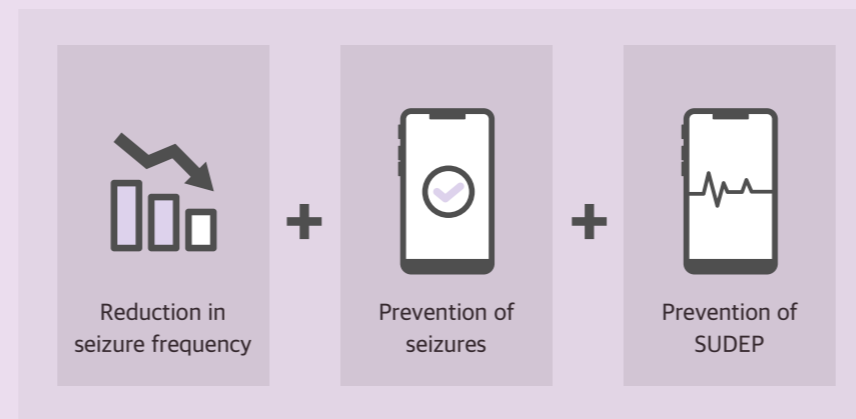 Reduction in
seizure frequency
+
Prevention of
seizures
+
Prevention of
SUDEP